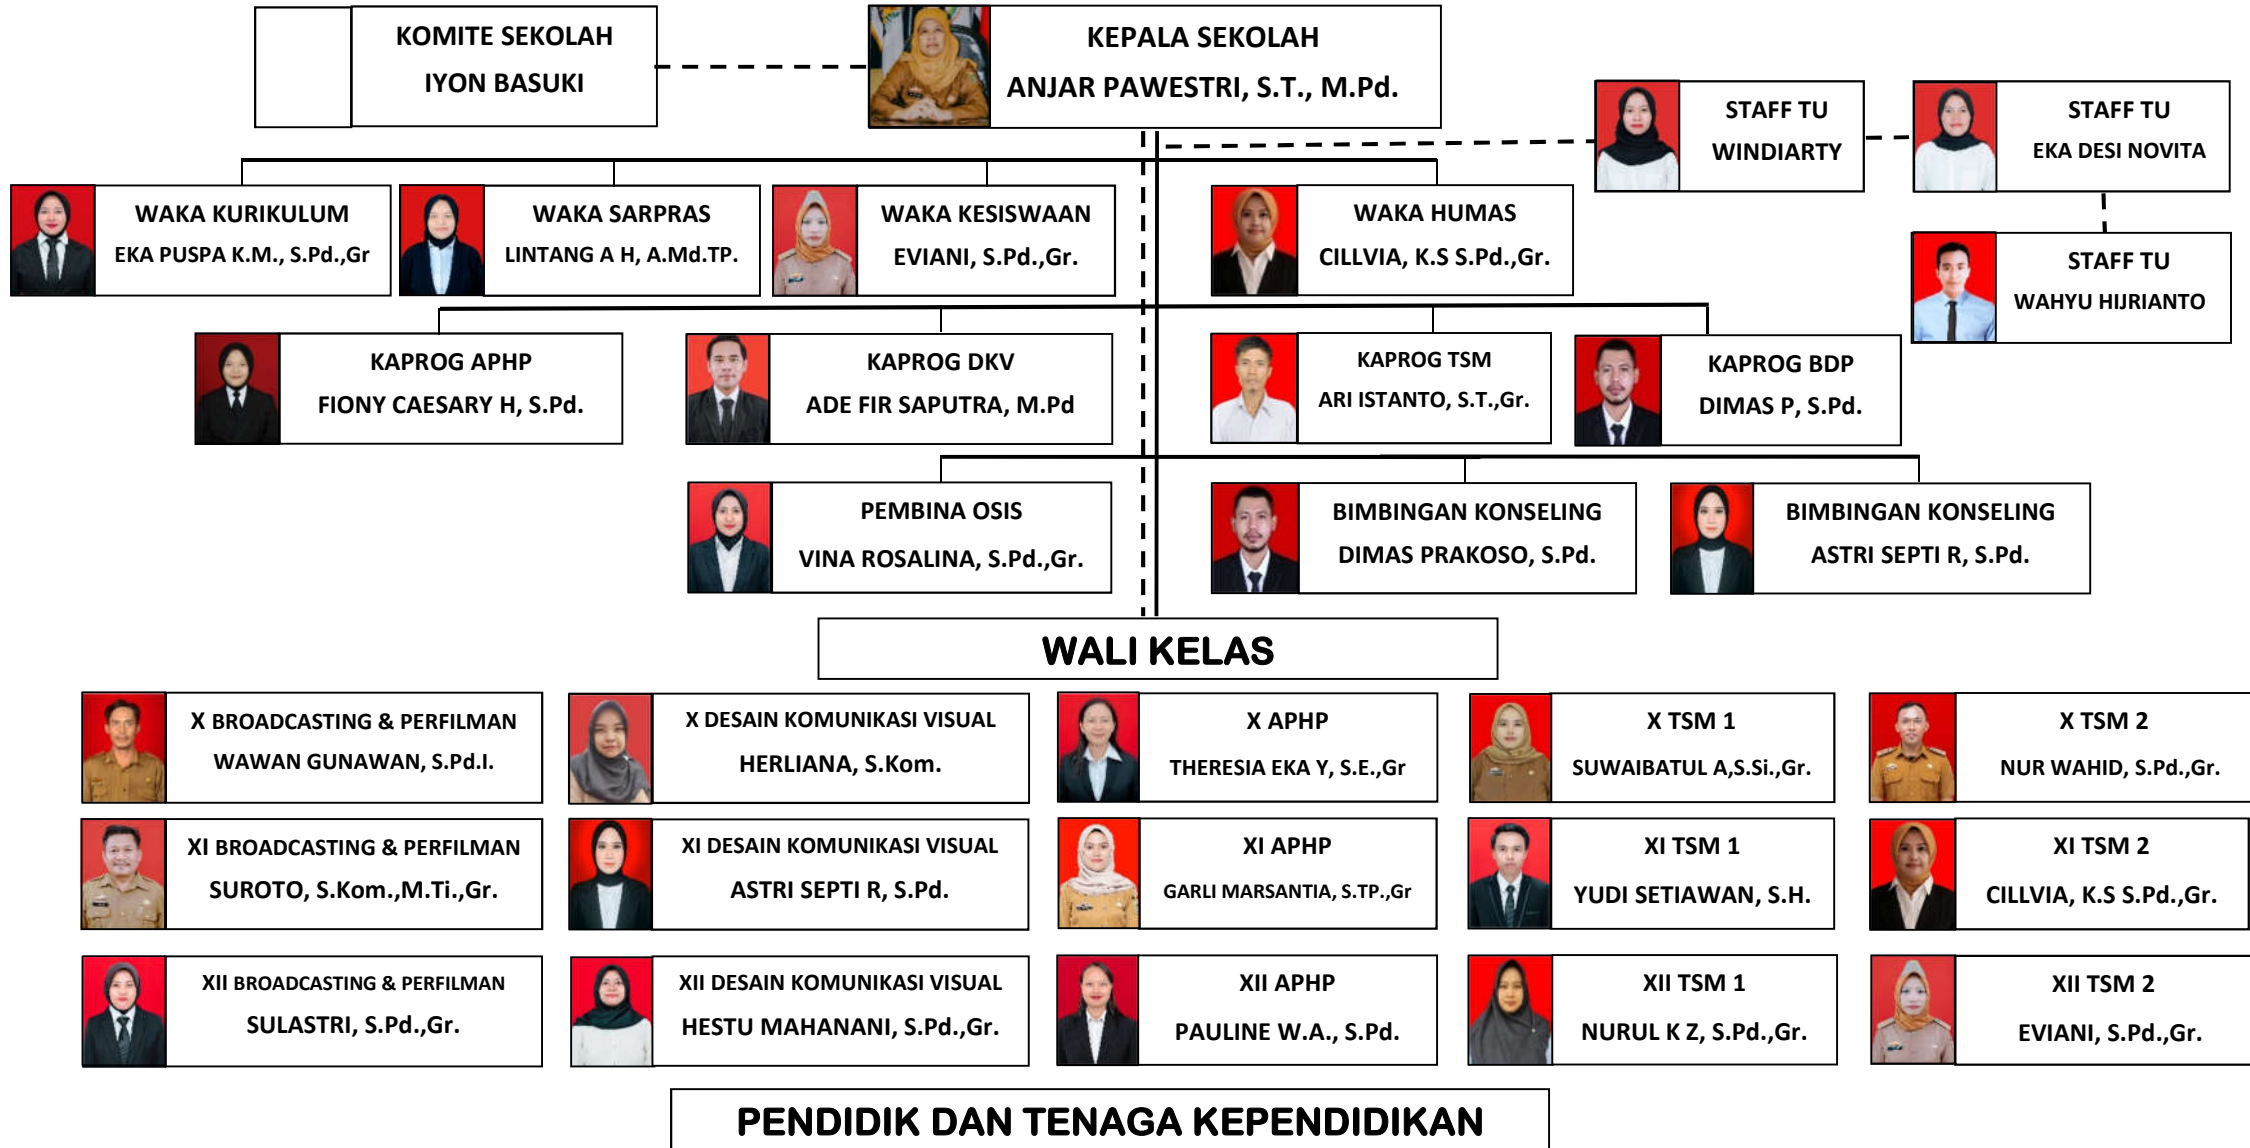 KOMITE SEKOLAH
IYON BASUKI
KEPALA SEKOLAH
ANJAR PAWESTRI, S.T., M.Pd.
STAFF TU
WINDIARTY
STAFF TU
EKA DESI NOVITA
WAKA KURIKULUM
EKA PUSPA K.M., S.Pd.,Gr
WAKA SARPRAS
LINTANG A H, A.Md.TP.
WAKA KESISWAAN
EVIANI, S.Pd.,Gr.
WAKA HUMAS
CILLVIA, K.S S.Pd.,Gr.
STAFF TU
WAHYU HIJRIANTO
KAPROG APHP
FIONY CAESARY H, S.Pd.
KAPROG DKV
ADE FIR SAPUTRA, M.Pd
KAPROG TSM
ARI ISTANTO, S.T.,Gr.
KAPROG BDP
DIMAS P, S.Pd.
PEMBINA OSIS
VINA ROSALINA, S.Pd.,Gr.
BIMBINGAN KONSELING
DIMAS PRAKOSO, S.Pd.
BIMBINGAN KONSELING
ASTRI SEPTI R, S.Pd.
WALI KELAS
X BROADCASTING & PERFILMAN
WAWAN GUNAWAN, S.Pd.I.
X DESAIN KOMUNIKASI VISUAL
HERLIANA, S.Kom.
X APHP
THERESIA EKA Y, S.E.,Gr
X TSM 1
SUWAIBATUL A,S.Si.,Gr.
X TSM 2
NUR WAHID, S.Pd.,Gr.
XI BROADCASTING & PERFILMAN
SUROTO, S.Kom.,M.Ti.,Gr.
XI DESAIN KOMUNIKASI VISUAL
ASTRI SEPTI R, S.Pd.
XI APHP
GARLI MARSANTIA, S.TP.,Gr
XI TSM 1
YUDI SETIAWAN, S.H.
XI TSM 2
CILLVIA, K.S S.Pd.,Gr.
XII BROADCASTING & PERFILMAN
SULASTRI, S.Pd.,Gr.
XII DESAIN KOMUNIKASI VISUAL
HESTU MAHANANI, S.Pd.,Gr.
XII APHP
PAULINE W.A., S.Pd.
XII TSM 1
NURUL K Z, S.Pd.,Gr.
XII TSM 2
EVIANI, S.Pd.,Gr.
PENDIDIK DAN TENAGA KEPENDIDIKAN